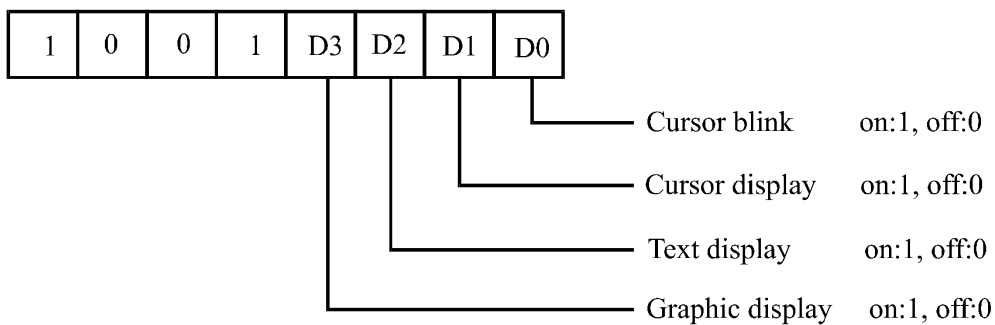 1 0 0 1 D3 D2 D1 D0
Cursor blink on:1, off:0
Cursor display on:1, off:0
Text display on:1, off:0
Graphic display on:1, off:0